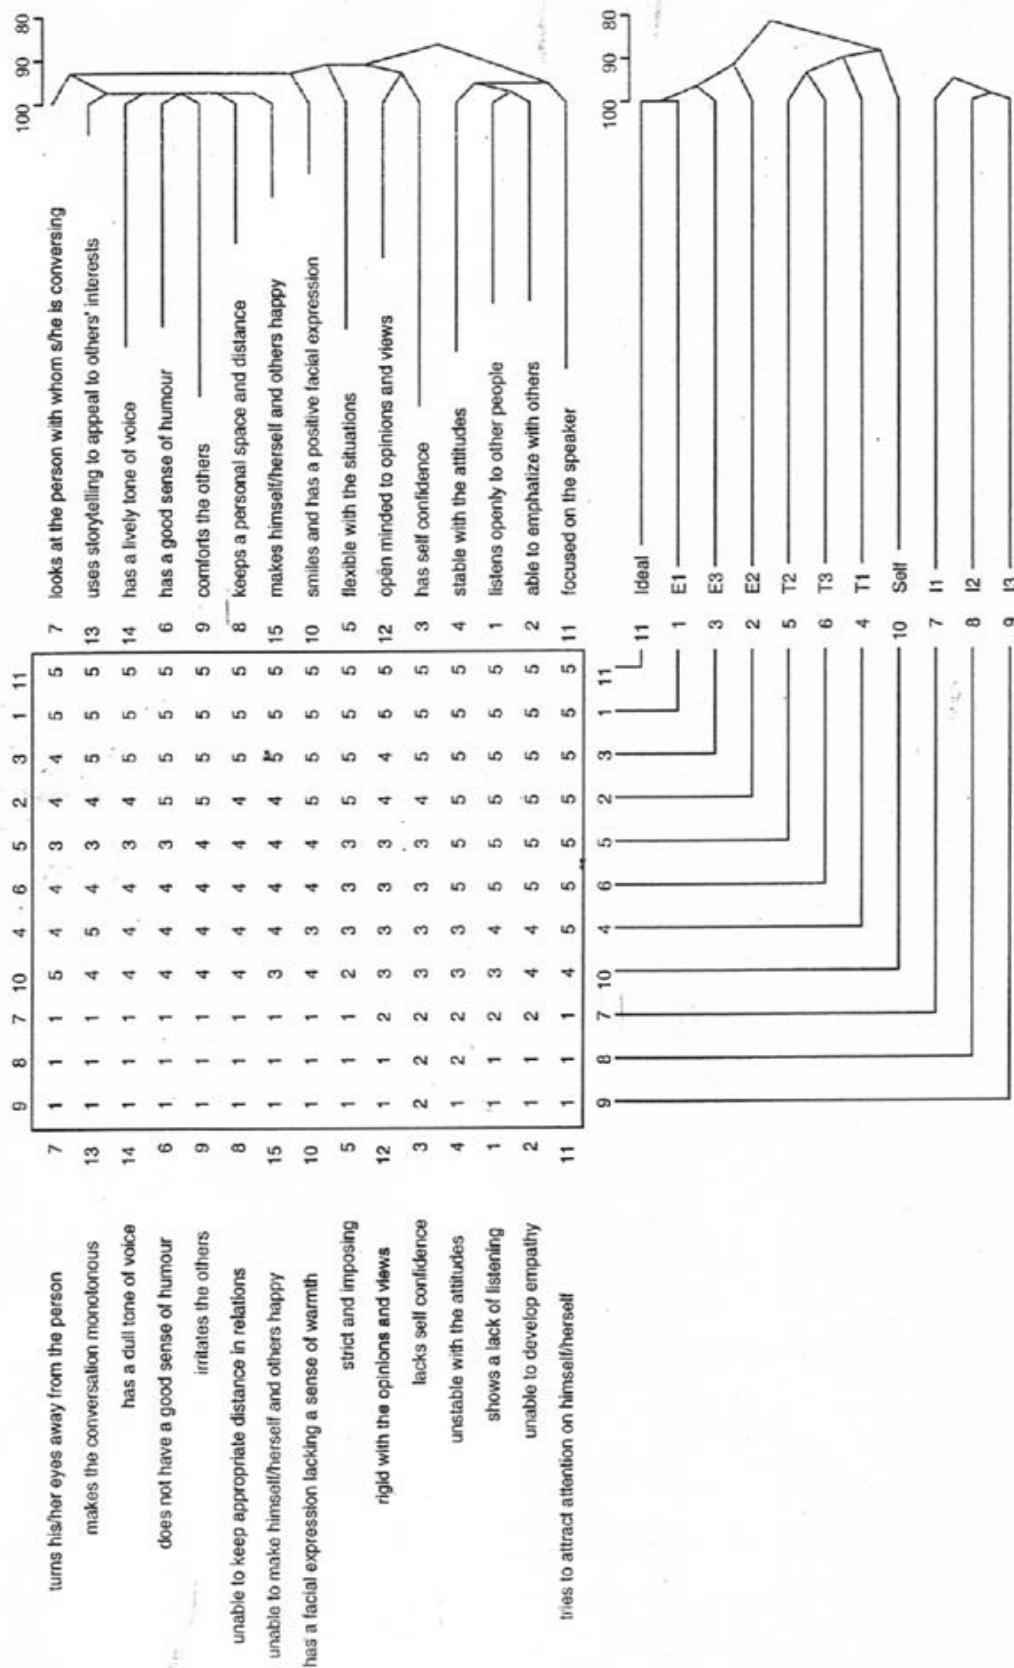 9 8 7 10 4 6 5 2 3 1 11 100 90 80
turns his/her eyes away from the person 7 1 1 1 5 4 4 3 4 4 5 5 7 looks at the person with whom s/he is conversing
makes the conversation monotonous 13 1 1 1 4 5 4 3 4 5 5 5 13 uses storytelling to appeal to others' interests
has a dull tone of voice 14 1 1 1 4 4 4 3 4 5 5 5 14 has a lively tone of voice
does not have a good sense of humour 6 1 1 1 4 4 4 3 5 5 5 5 6 has a good sense of humour
irritates the others 9 1 1 1 4 4 4 4 5 5 5 5 9 comforts the others
unable to keep appropriate distance in relations 8 1 1 1 4 4 4 4 4 5 5 5 8 keeps a personal space and distance
unable to make himself/herself and others happy 15 1 1 1 3 4 4 4 4 5 5 5 15 makes himself/herself and others happy
has a facial expression lacking a sense of warmth 10 1 1 1 4 3 4 4 5 5 5 5 10 smiles and has a positive facial expression
strict and imposing 5 1 1 1 2 3 3 3 5 5 5 5 5 flexible with the situations
rigid with the opinions and views 12 1 1 2 3 3 3 3 4 4 5 5 12 open minded to opinions and views
lacks self confidence 3 2 2 2 3 3 3 3 4 5 5 5 3 has self confidence
unstable with the attitudes 4 1 2 2 3 3 5 5 5 5 5 5 4 stable with the attitudes
shows a lack of listening 1 1 1 2 3 4 5 5 5 5 5 5 1 listens openly to other people
unable to develop empathy 2 1 1 2 4 4 5 5 5 5 5 5 2 able to emphatize with others
tries to attract attention on himself/herself 11 1 1 1 4 5 5 5 5 5 5 5 11 focused on the speaker
9 8 7 10 4 6 5 2 3 1 11 100 90 80
11 Ideal
1 E1
3 E3
2 E2
5 T2
6 T3
4 T1
10 Self
7 I1
8 I2
9 I3